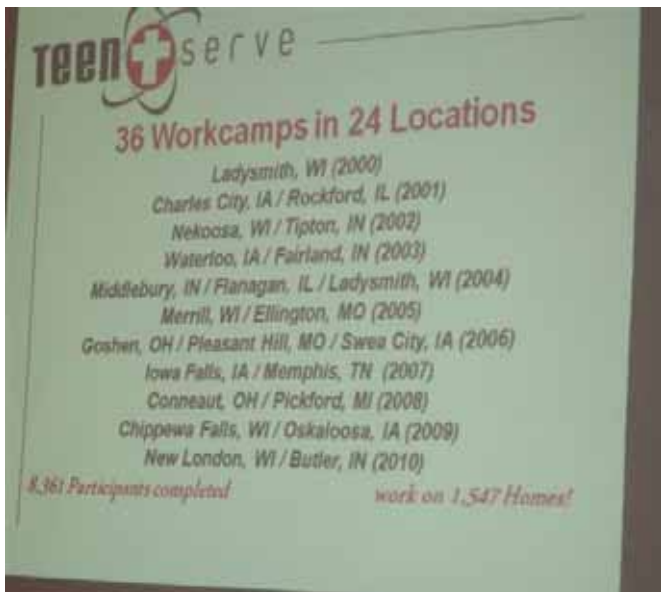 Teen serve
36 Workcamps in 24 Locations
Ladysmith, WI (2000)
Charles City, IA / Rockford, IL (2001)
Nekoosa, WI / Tipton, IN (2002)
Waterloo, IA / Fairland, IN (2003)
Middlebury, IN / Flanagan, IL / Ladysmith, WI (2004)
Merrill, WI / Ellington, MO (2005)
Goshen, OH / Pleasant Hill, MO / Swea City, IA (2006)
Iowa Falls, IA / Memphis, TN (2007)
Conneaut, OH / Pickford, MI (2008)
Chippewa Falls, WI / Oskaloosa, IA (2009)
New London, WI / Butler, IN (2010)
8,361 Participants completed work on 1,547 Homes!